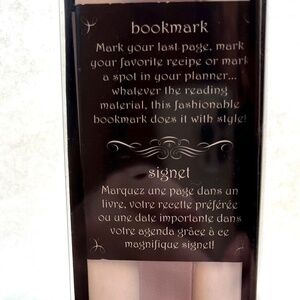 bookmark
Mark your last page, mark
your favorite recipe or mark
a spot in your planner...
whatever the reading
material, this fashionable
bookmark does it with style!
signet
Marquez une page dans un
livre, votre recette préférée
ou une date importante dans
votre agenda grâce à ce
magnifique signet!